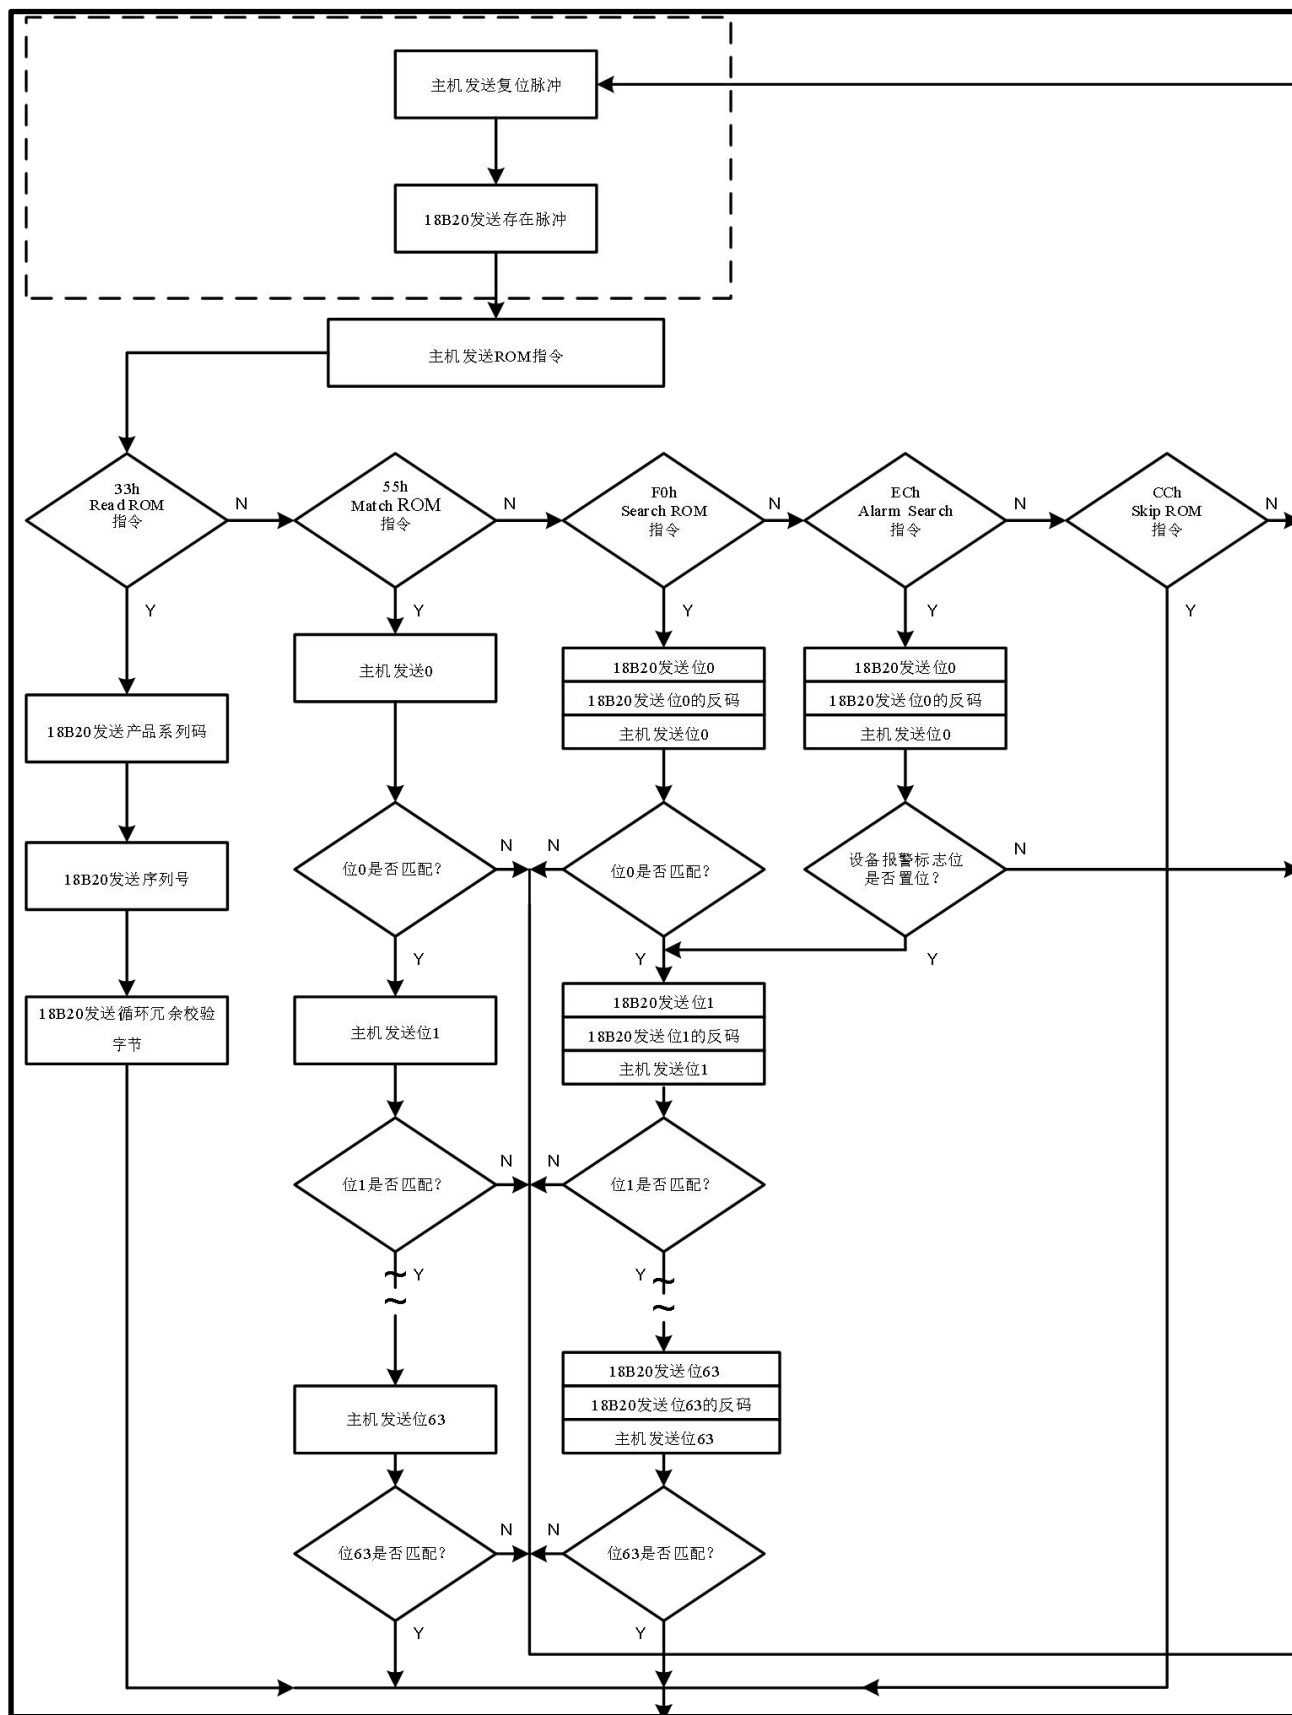 主机发送复位脉冲
18B20发送存在脉冲
主机发送ROM指令
33h
Read ROM
指令
N
55h
Match ROM
指令
N
F0h
Search ROM
指令
N
ECh
Alarm Search
指令
N
CCh
Skip ROM
指令
N
Y
Y
Y
Y
Y
主机发送0
18B20发送位0
18B20发送位0的反码
主机发送位0
18B20发送位0
18B20发送位0的反码
主机发送位0
18B20发送产品系列码
位0是否匹配？
N
N
位0是否匹配？
设备报警标志位
是否置位？
N
18B20发送序列号
Y
Y
Y
18B20发送循环冗余校验
字节
主机发送位1
18B20发送位1
18B20发送位1的反码
主机发送位1
位1是否匹配？
N
N
位1是否匹配？
Y
Y
主机发送位63
18B20发送位63
18B20发送位63的反码
主机发送位63
位63是否匹配？
N
N
位63是否匹配？
Y
Y